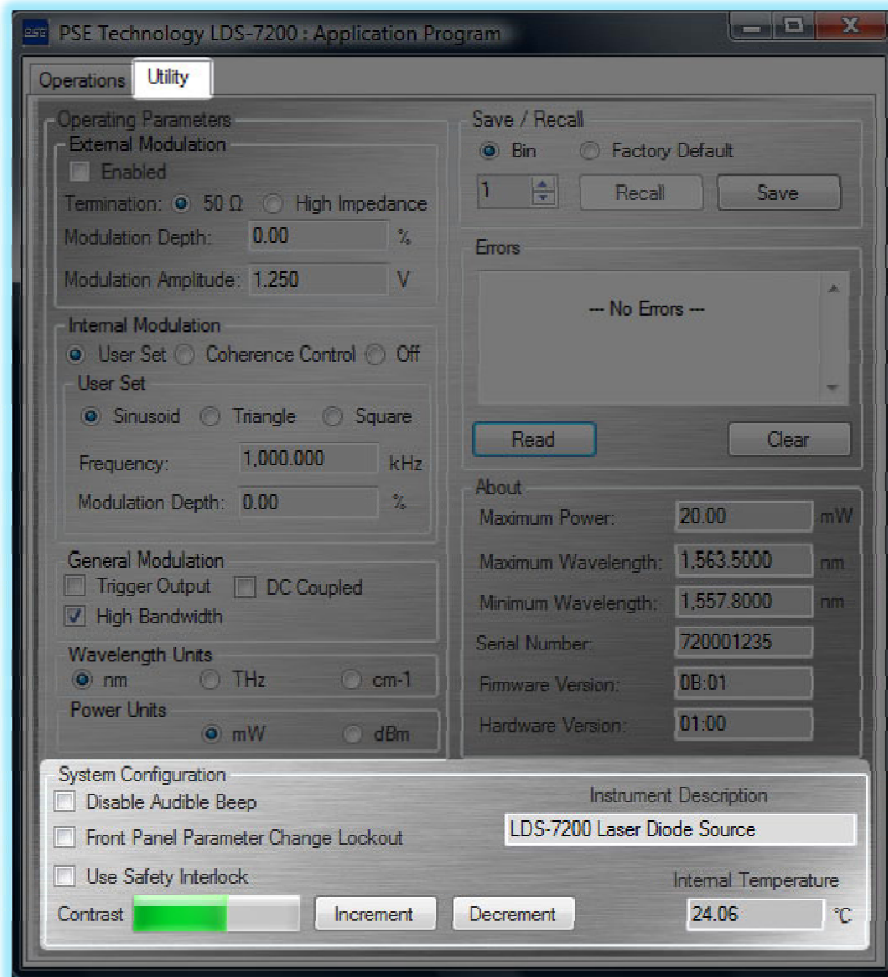 PSE PSE Technology LDS-7200 : Application Program
Operations Utility
Operating Parameters
External Modulation
Enabled
Termination: 50 Ω High Impedance
Modulation Depth: 0.00 %
Modulation Amplitude: 1.250 V
Internal Modulation
User Set Coherence Control Off
User Set
Sinusoid Triangle Square
Frequency: 1,000.000 kHz
Modulation Depth: 0.00 %
General Modulation
Trigger Output DC Coupled
High Bandwidth
Wavelength Units
nm THz cm-1
Power Units
mW dBm
Save / Recall
Bin Factory Default
1 Recall Save
Errors
--- No Errors ---
Read Clear
About
Maximum Power: 20.00 mW
Maximum Wavelength: 1,563.5000 nm
Minimum Wavelength: 1,557.8000 nm
Serial Number: 720001235
Firmware Version: 0B:01
Hardware Version: 01:00
System Configuration
Disable Audible Beep
Front Panel Parameter Change Lockout
Use Safety Interlock
Contrast Increment Decrement
Instrument Description
LDS-7200 Laser Diode Source
Internal Temperature
24.06 °C